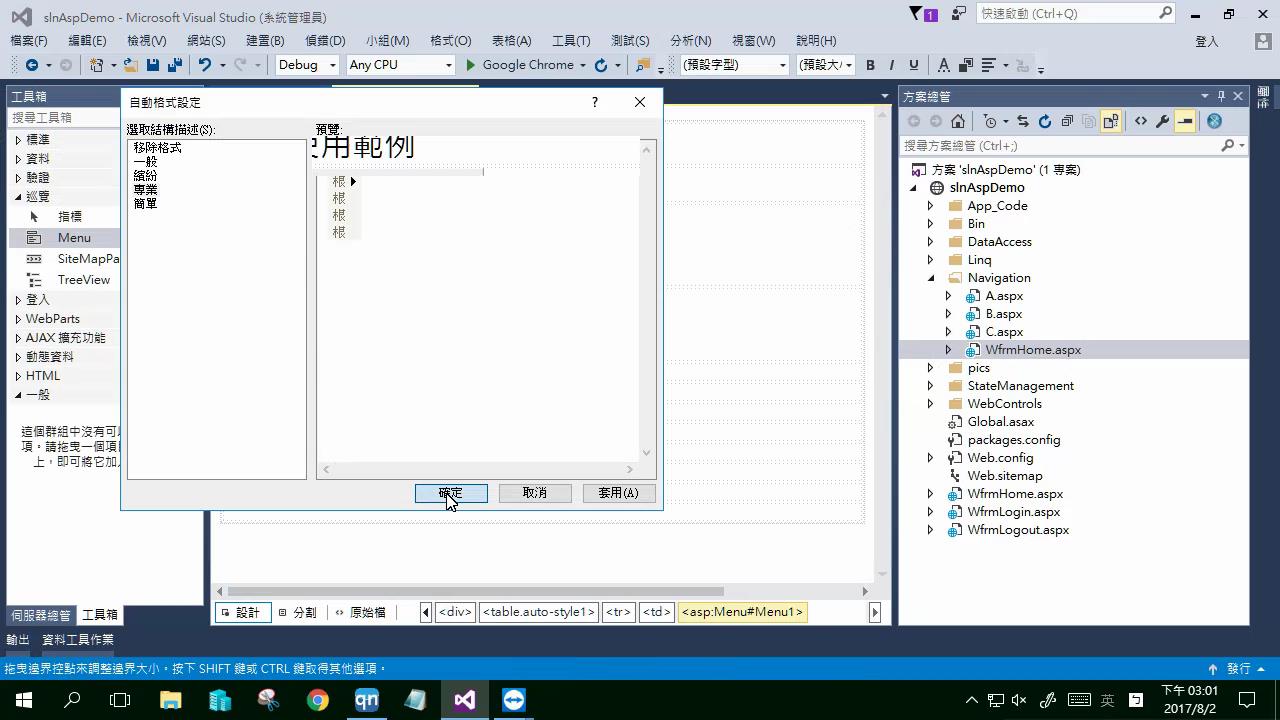 slnAspDemo - Microsoft Visual Studio (系統管理員)
1
快速啟動 (Ctrl+Q)
檔案(F) 編輯(E) 檢視(V) 網站(S) 建置(B) 偵錯(D) 小組(M) 格式(O) 表格(A) 工具(T) 測試(S) 分析(N) 視窗(W) 說明(H)
登入
Debug Any CPU Google Chrome (預設字型) (預設大 B I U A
工具箱
搜尋工具箱
標準
資料
驗證
巡覽
指標
Menu
SiteMapPa
TreeView
登入
WebParts
AJAX 擴充功能
動態資料
HTML
一般
這個群組中沒有可
項。請拖曳一個項
上，即可將它加
伺服器總管 工具箱
輸出 資料工具作業
自動格式設定
?
選取結構描述(S):
移除格式
一般
繽紛
專業
簡單
預覽:
用範例
根
根
根
根
確定 取消 套用(A)
設計 分割 原始檔 <div> <table.auto-style1> <tr> <td> <asp:Menu#Menu1>
方案總管
搜尋方案總管 (Ctrl+;)
方案 'slnAspDemo' (1 專案)
slnAspDemo
App_Code
Bin
DataAccess
Linq
Navigation
A.aspx
B.aspx
C.aspx
WfrmHome.aspx
pics
StateManagement
WebControls
Global.asax
packages.config
Web.config
Web.sitemap
WfrmHome.aspx
WfrmLogin.aspx
WfrmLogout.aspx
拖曳邊界控點來調整邊界大小。按下 SHIFT 鍵或 CTRL 鍵取得其他選項。
發行
qn
英
下午 03:01
2017/8/2